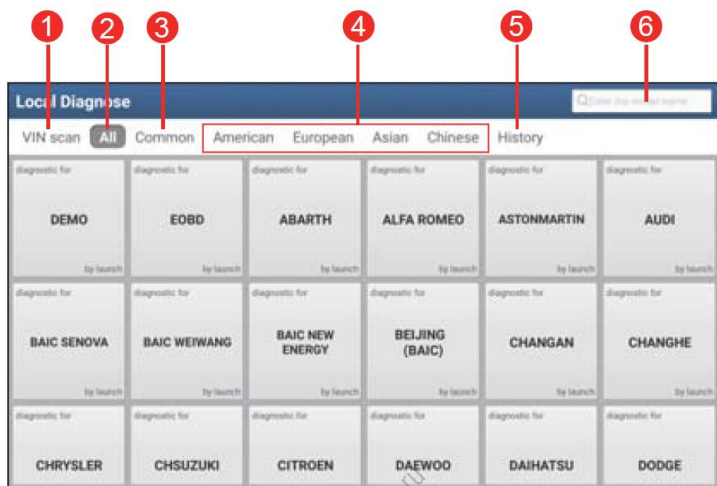 1 2 3 4 5 6
Local Diagnose Enter the model name
VIN scan All Common American European Asian Chinese History
diagnostic for diagnostic for diagnostic for diagnostic for diagnostic for diagnostic for
DEMO EOBD ABARTH ALFA ROMEO ASTONMARTIN AUDI
by launch by launch by launch by launch by launch by launch
diagnostic for diagnostic for diagnostic for diagnostic for diagnostic for diagnostic for
BAIC SENOVA BAIC WEIWANG BAIC NEW ENERGY BEIJING (BAIC) CHANGAN CHANGHE
by launch by launch by launch by launch by launch by launch
diagnostic for diagnostic for diagnostic for diagnostic for diagnostic for diagnostic for
CHRYSLER CHSUZUKI CITROEN DAEWOO DAIHATSU DODGE